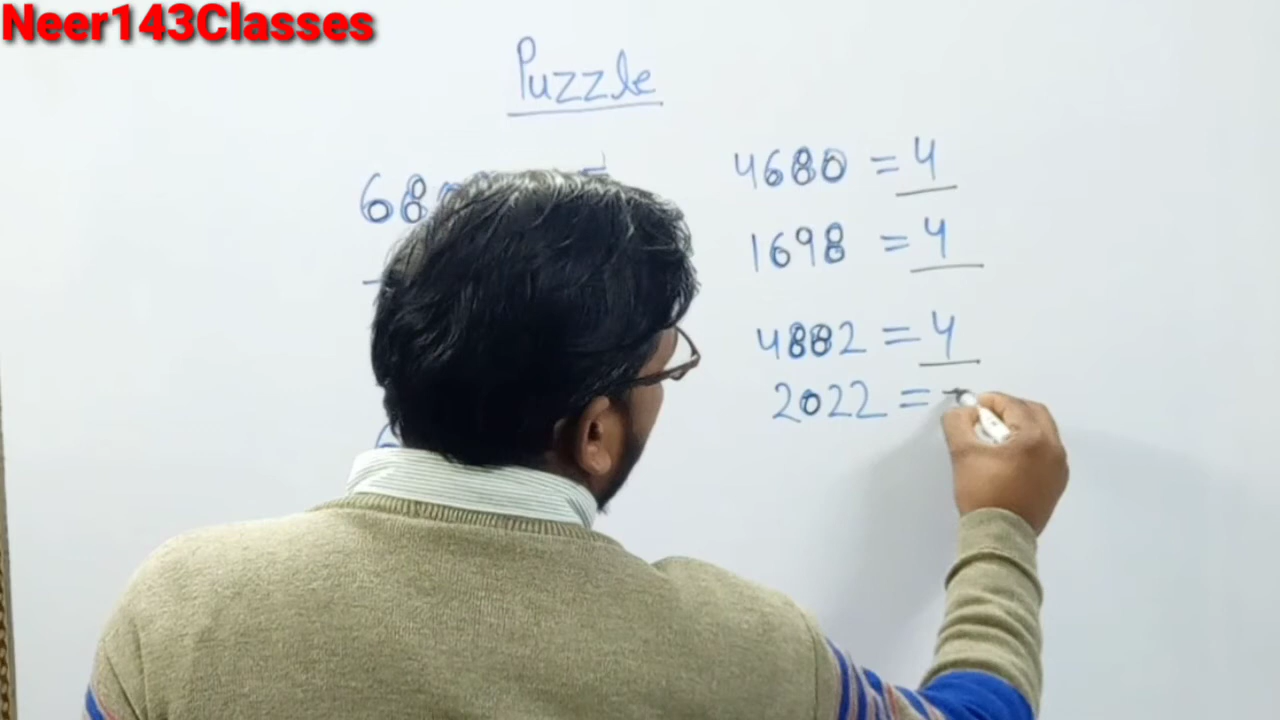 Neer143Classes
Puzzle
4680 = 4
1698 = 4
4882 = 4
2022 =